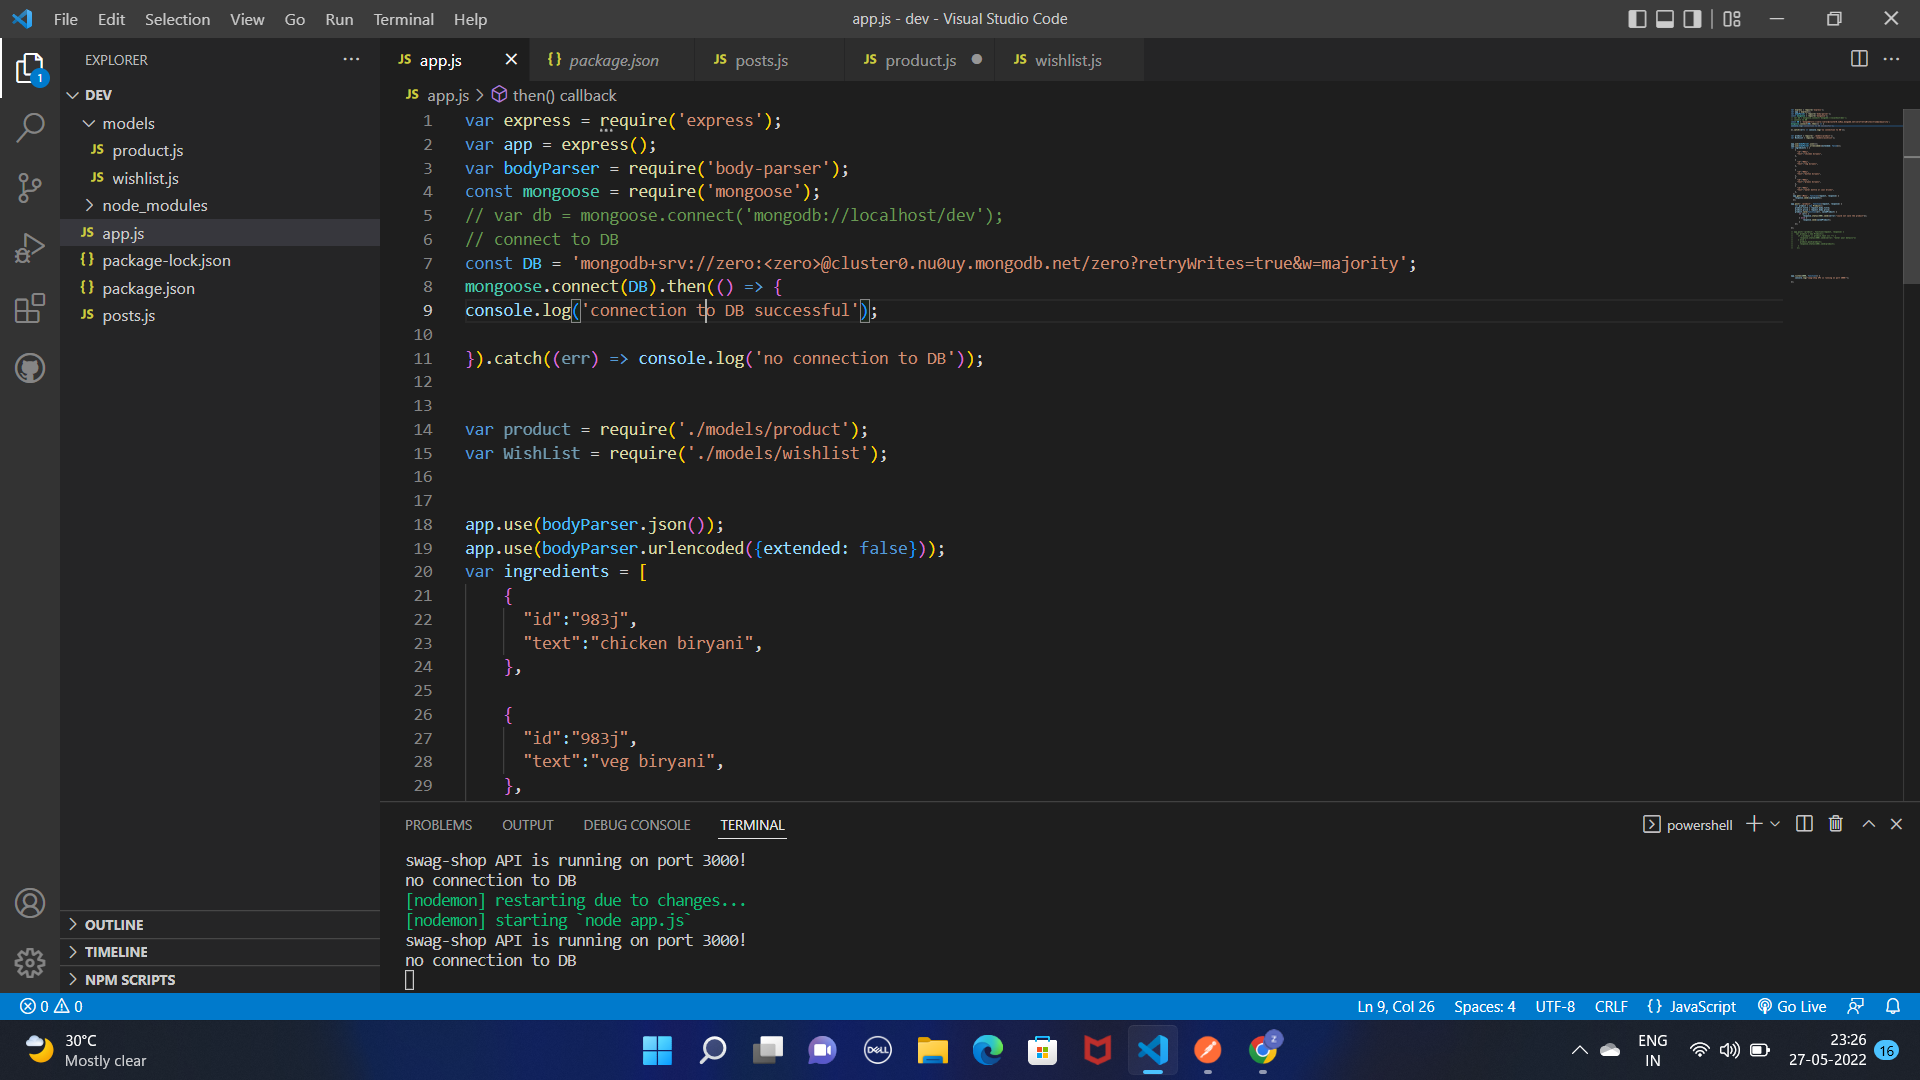 File Edit Selection View Go Run Terminal Help
app.js - dev - Visual Studio Code
EXPLORER
DEV
models
JS product.js
JS wishlist.js
node_modules
JS app.js
{} package-lock.json
{} package.json
JS posts.js
OUTLINE
TIMELINE
NPM SCRIPTS
1
JS app.js
{} package.json
JS posts.js
JS product.js
JS wishlist.js
JS app.js > then() callback
1 var express = require('express');
2 var app = express();
3 var bodyParser = require('body-parser');
4 const mongoose = require('mongoose');
5 // var db = mongoose.connect('mongodb://localhost/dev');
6 // connect to DB
7 const DB = 'mongodb+srv://zero:<zero>@cluster0.nu0uy.mongodb.net/zero?retryWrites=true&w=majority';
8 mongoose.connect(DB).then(() => {
9 console.log('connection to DB successful');
10
11 }).catch((err) => console.log('no connection to DB'));
12
13
14 var product = require('./models/product');
15 var WishList = require('./models/wishlist');
16
17
18 app.use(bodyParser.json());
19 app.use(bodyParser.urlencoded({extended: false}));
20 var ingredients = [
21 {
22 "id":"983j",
23 "text":"chicken biryani",
24 },
25
26 {
27 "id":"983j",
28 "text":"veg biryani",
29 },
PROBLEMS OUTPUT DEBUG CONSOLE TERMINAL
powershell
swag-shop API is running on port 3000!
no connection to DB
[nodemon] restarting due to changes...
[nodemon] starting `node app.js`
swag-shop API is running on port 3000!
no connection to DB
0 0
Ln 9, Col 26 Spaces: 4 UTF-8 CRLF {} JavaScript Go Live
30°C
Mostly clear
DELL
z
ENG
IN
23:26
27-05-2022
16